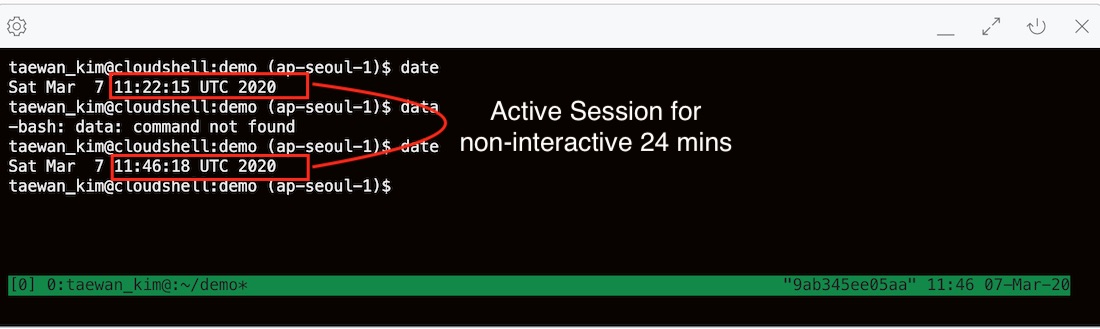 taewan_kim@cloudshell:demo (ap-seoul-1)$ date
Sat Mar  7 11:22:15 UTC 2020
taewan_kim@cloudshell:demo (ap-seoul-1)$ data
-bash: data: command not found
taewan_kim@cloudshell:demo (ap-seoul-1)$ date
Sat Mar  7 11:46:18 UTC 2020
taewan_kim@cloudshell:demo (ap-seoul-1)$
Active Session for
non-interactive 24 mins
[0] 0:taewan_kim@:~/demo* "9ab345ee05aa" 11:46 07-Mar-20